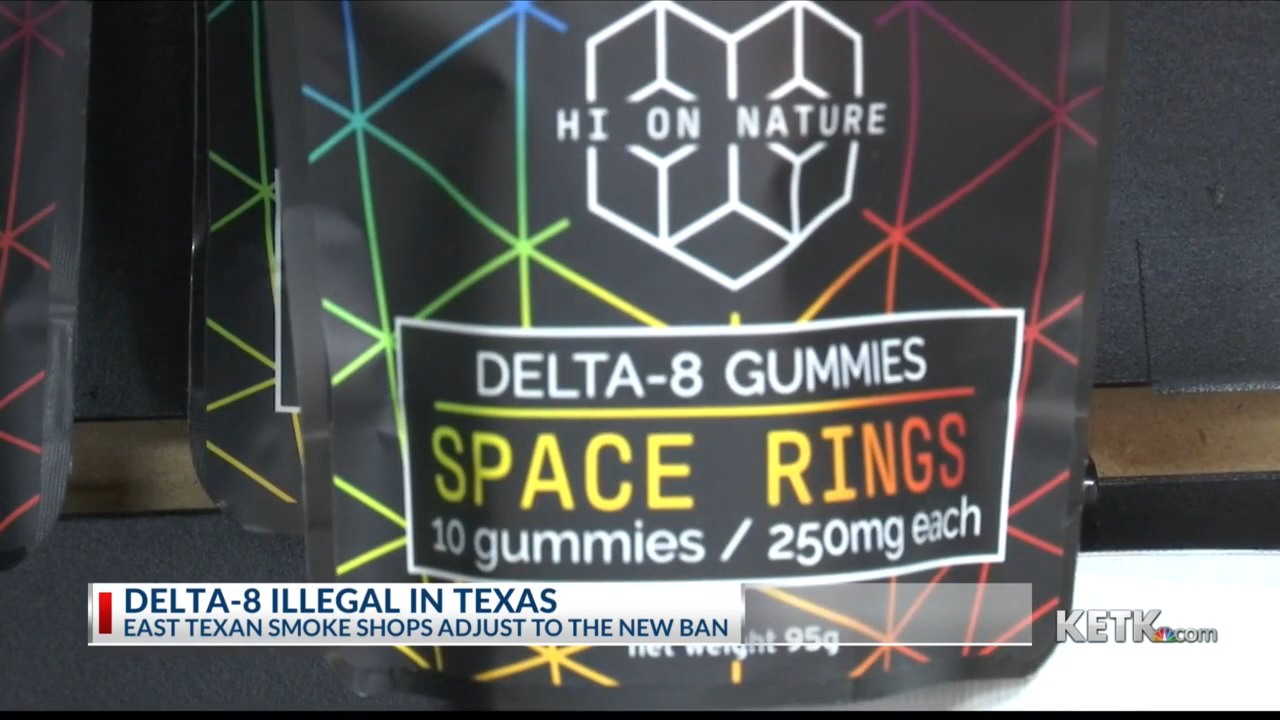 HI ON NATURE
DELTA-8 GUMMIES
SPACE RINGS
10 gummies / 250mg each
DELTA-8 ILLEGAL IN TEXAS
EAST TEXAN SMOKE SHOPS ADJUST TO THE NEW BAN
net weight 95g
KETK.com